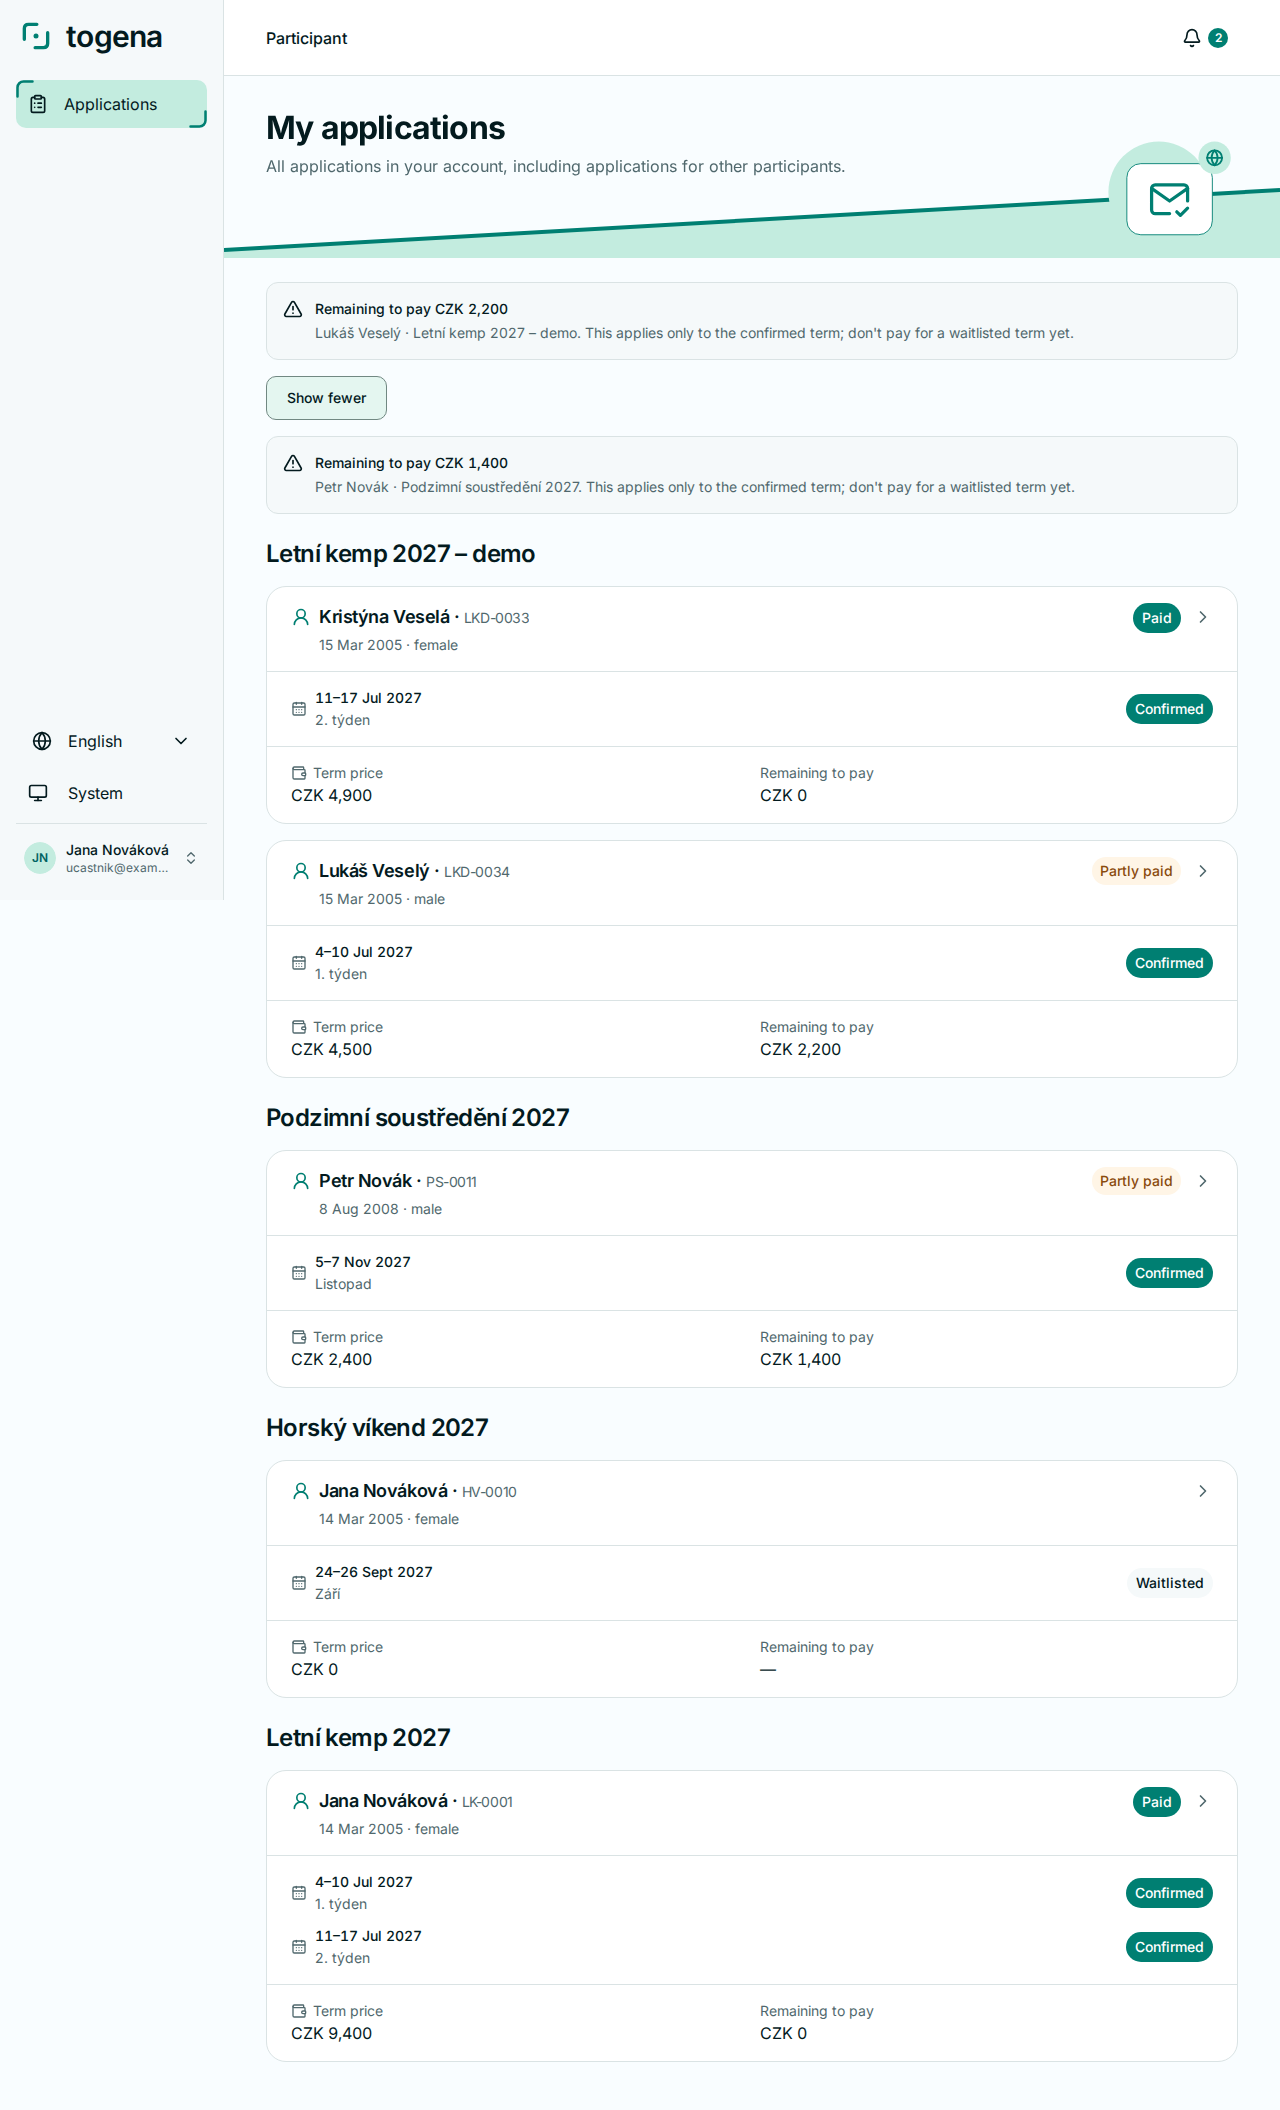 togena
Participant
2
Applications
My applications
All applications in your account, including applications for other participants.
Remaining to pay CZK 2,200
Lukáš Veselý · Letní kemp 2027 – demo. This applies only to the confirmed term; don't pay for a waitlisted term yet.
Show fewer
Remaining to pay CZK 1,400
Petr Novák · Podzimní soustředění 2027. This applies only to the confirmed term; don't pay for a waitlisted term yet.
Letní kemp 2027 – demo
Kristýna Veselá · LKD-0033
Paid
15 Mar 2005 · female
11–17 Jul 2027
2. týden
Confirmed
Term price
Remaining to pay
CZK 4,900
CZK 0
English
System
JN
Jana Nováková
ucastnik@exam...
Lukáš Veselý · LKD-0034
Partly paid
15 Mar 2005 · male
4–10 Jul 2027
1. týden
Confirmed
Term price
Remaining to pay
CZK 4,500
CZK 2,200
Podzimní soustředění 2027
Petr Novák · PS-0011
Partly paid
8 Aug 2008 · male
5–7 Nov 2027
Listopad
Confirmed
Term price
Remaining to pay
CZK 2,400
CZK 1,400
Horský víkend 2027
Jana Nováková · HV-0010
14 Mar 2005 · female
24–26 Sept 2027
Září
Waitlisted
Term price
Remaining to pay
CZK 0
—
Letní kemp 2027
Jana Nováková · LK-0001
Paid
14 Mar 2005 · female
4–10 Jul 2027
1. týden
Confirmed
11–17 Jul 2027
2. týden
Confirmed
Term price
Remaining to pay
CZK 9,400
CZK 0